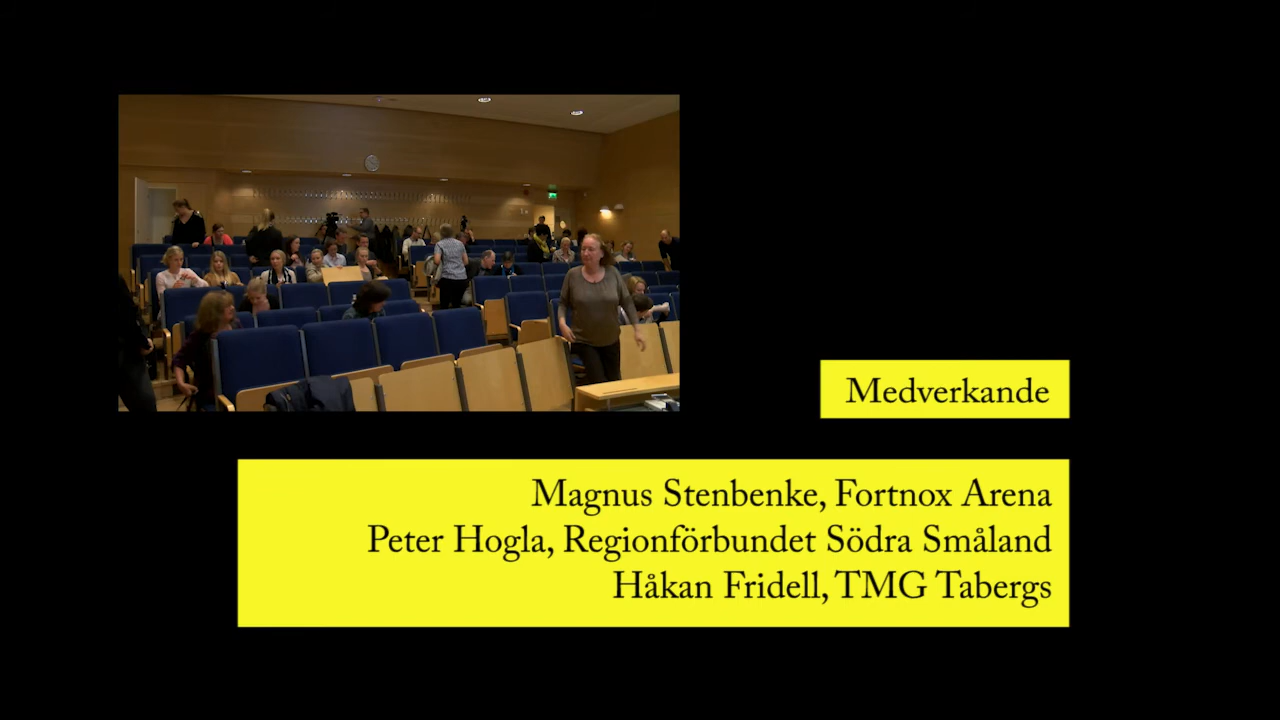 Medverkande
Magnus Stenbenke, Fortnox Arena
Peter Hogla, Regionförbundet Södra Småland
Håkan Fridell, TMG Tabergs